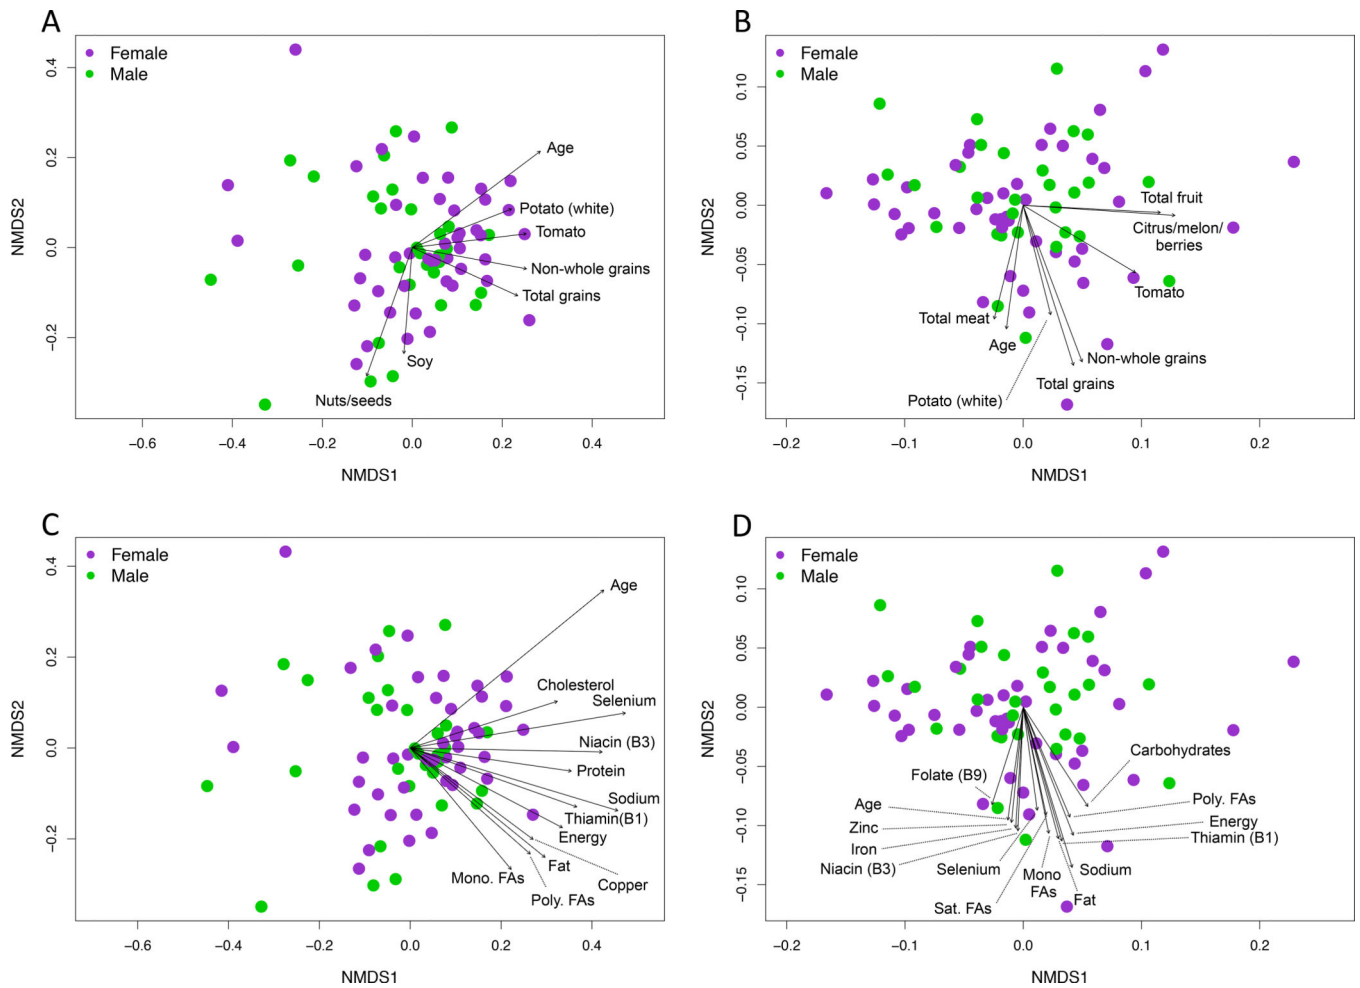 A
Female
Male
Age
Potato (white)
Tomato
Non-whole grains
Total grains
Soy
Nuts/seeds
0.4
0.2
0.0
−0.2
NMDS2
−0.6
−0.4
−0.2
0.0
0.2
0.4
NMDS1
B
Female
Male
Total fruit
Citrus/melon/
berries
Tomato
Total meat
Age
Non-whole grains
Total grains
Potato (white)
0.10
0.05
0.00
−0.05
−0.10
−0.15
NMDS2
−0.2
−0.1
0.0
0.1
0.2
NMDS1
C
Female
Male
Age
Cholesterol
Selenium
Niacin (B3)
Protein
Sodium
Thiamin(B1)
Energy
Fat
Mono. FAs
Copper
Poly. FAs
0.4
0.2
0.0
−0.2
NMDS2
−0.6
−0.4
−0.2
0.0
0.2
0.4
NMDS1
D
Female
Male
Carbohydrates
Folate (B9)
Poly. FAs
Age
Energy
Zinc
Thiamin (B1)
Iron
Niacin (B3)
Selenium
Mono
FAs
Sodium
Sat. FAs
Fat
0.10
0.05
0.00
−0.05
−0.10
−0.15
NMDS2
−0.2
−0.1
0.0
0.1
0.2
NMDS1